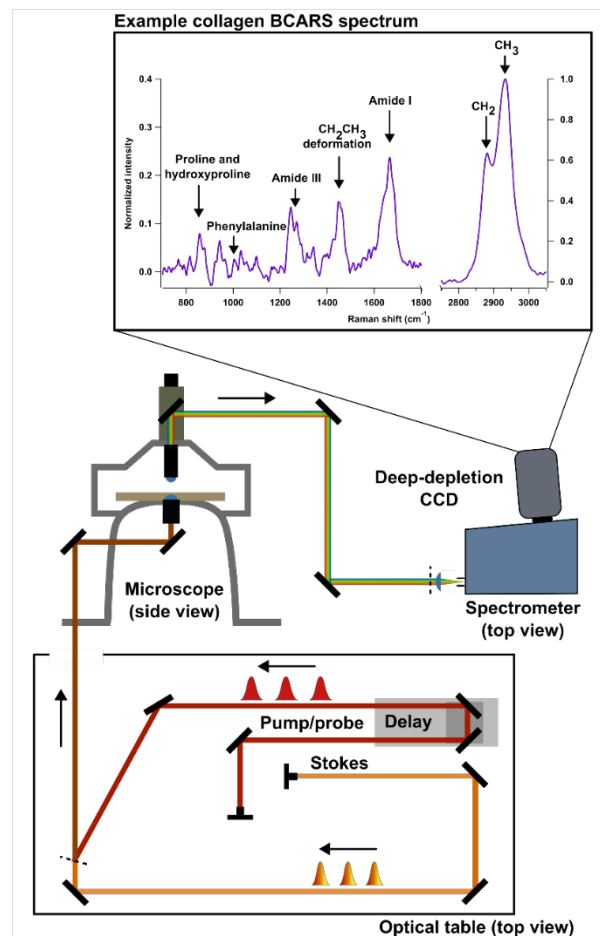 Example collagen BCARS spectrum
CH3
CH2
Amide I
CH2CH3
deformation
Proline and
hydroxyproline
Amide III
Phenylalanine
Normalized intensity
0.4
0.3
0.2
0.1
0.0
1.0
0.8
0.6
0.4
0.2
0.0
800 1000 1200 1400 1600 1800 2800 2900 3000
Raman shift (cm-1)
Deep-depletion
CCD
Microscope
(side view)
Spectrometer
(top view)
Pump/probe
Delay
Stokes
Optical table (top view)